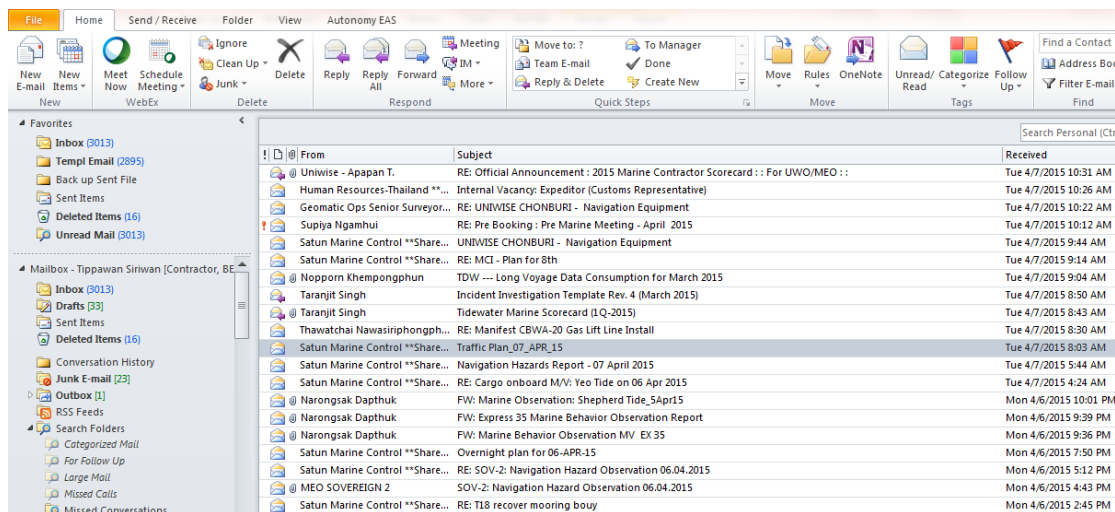 File Home Send / Receive Folder View Autonomy EAS
New E-mail New Items Meet Now Schedule Meeting Ignore Clean Up Junk Delete Reply Reply All Forward Meeting IM More Move to: ? Team E-mail Reply & Delete To Manager Done Create New Move Rules OneNote Unread/ Read Categorize Follow Up Find a Contact Address Boo Filter E-mail
New WebEx Delete Respond Quick Steps Move Tags Find
Favorites
Inbox (3013)
Templ Email (2895)
Back up Sent File
Sent Items
Deleted Items (16)
Unread Mail (3013)
Mailbox - Tippawan Siriwan [Contractor, BE
Inbox (3013)
Drafts [33]
Sent Items
Deleted Items (16)
Conversation History
Junk E-mail [23]
Outbox [1]
RSS Feeds
Search Folders
Categorized Mail
For Follow Up
Large Mail
Missed Calls
Missed Conversations
Search Personal (Ctr
From Subject Received
Uniwise - Apapan T. RE: Official Announcement : 2015 Marine Contractor Scorecard : : For UWO/MEO : : Tue 4/7/2015 10:31 AM
Human Resources-Thailand **... Internal Vacancy: Expeditor (Customs Representative) Tue 4/7/2015 10:26 AM
Geomatic Ops Senior Surveyor... RE: UNIWISE CHONBURI - Navigation Equipment Tue 4/7/2015 10:22 AM
Supiya Ngamhui RE: Pre Booking : Pre Marine Meeting - April 2015 Tue 4/7/2015 10:12 AM
Satun Marine Control **Share... UNIWISE CHONBURI - Navigation Equipment Tue 4/7/2015 9:44 AM
Satun Marine Control **Share... RE: MCI - Plan for 8th Tue 4/7/2015 9:14 AM
Nopporn Khempongphun TDW --- Long Voyage Data Consumption for March 2015 Tue 4/7/2015 9:04 AM
Taranjit Singh Incident Investigation Template Rev. 4 (March 2015) Tue 4/7/2015 8:50 AM
Taranjit Singh Tidewater Marine Scorecard (1Q-2015) Tue 4/7/2015 8:43 AM
Thawatchai Nawasiriphongph... RE: Manifest CBWA-20 Gas Lift Line Install Tue 4/7/2015 8:30 AM
Satun Marine Control **Share... Traffic Plan_07_APR_15 Tue 4/7/2015 8:03 AM
Satun Marine Control **Share... Navigation Hazards Report - 07 April 2015 Tue 4/7/2015 5:44 AM
Satun Marine Control **Share... RE: Cargo onboard M/V: Yeo Tide on 06 Apr 2015 Tue 4/7/2015 4:24 AM
Narongsak Dapthuk FW: Marine Observation: Shepherd Tide_5Apr15 Mon 4/6/2015 10:01 PM
Narongsak Dapthuk FW: Express 35 Marine Behavior Observation Report Mon 4/6/2015 9:39 PM
Narongsak Dapthuk FW: Marine Behavior Observation MV EX 35 Mon 4/6/2015 9:36 PM
Satun Marine Control **Share... Overnight plan for 06-APR-15 Mon 4/6/2015 7:50 PM
Satun Marine Control **Share... RE: SOV-2: Navigation Hazard Observation 06.04.2015 Mon 4/6/2015 5:12 PM
MEO SOVEREIGN 2 SOV-2: Navigation Hazard Observation 06.04.2015 Mon 4/6/2015 4:43 PM
Satun Marine Control **Share... RE: T18 recover mooring bouy Mon 4/6/2015 2:45 PM